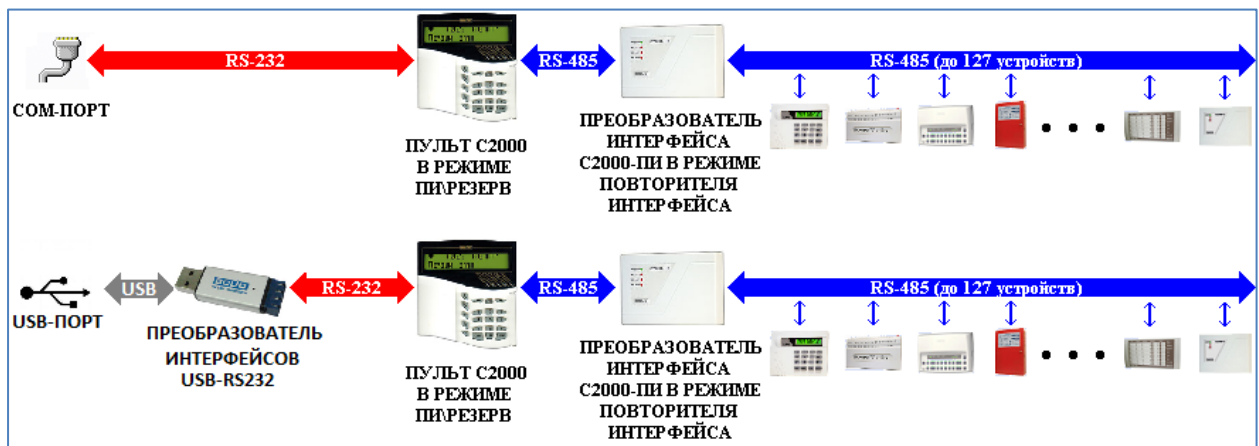 RS-232
RS-485
RS-485 (до 127 устройств)
COM-ПОРТ
ПУЛЬТ С2000
В РЕЖИМЕ
ПИ\РЕЗЕРВ
ПРЕОБРАЗОВАТЕЛЬ
ИНТЕРФЕЙСА
С2000-ПИ В РЕЖИМЕ
ПОВТОРИТЕЛЯ
ИНТЕРФЕЙСА
USB
RS-232
RS-485
RS-485 (до 127 устройств)
USB-ПОРТ
ПРЕОБРАЗОВАТЕЛЬ
ИНТЕРФЕЙСОВ
USB-RS232
ПУЛЬТ С2000
В РЕЖИМЕ
ПИ\РЕЗЕРВ
ПРЕОБРАЗОВАТЕЛЬ
ИНТЕРФЕЙСА
С2000-ПИ В РЕЖИМЕ
ПОВТОРИТЕЛЯ
ИНТЕРФЕЙСА